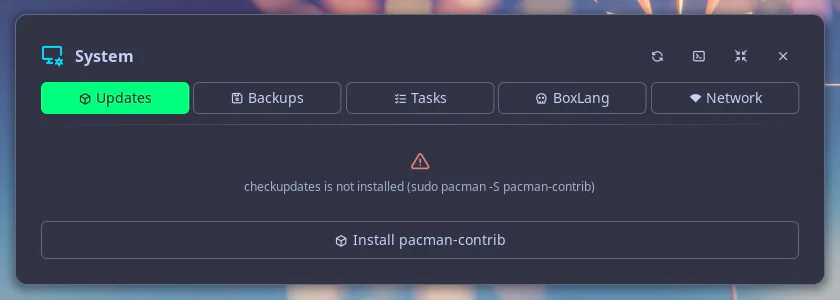 System
Updates
Backups
Tasks
BoxLang
Network
checkupdates is not installed (sudo pacman -S pacman-contrib)
Install pacman-contrib